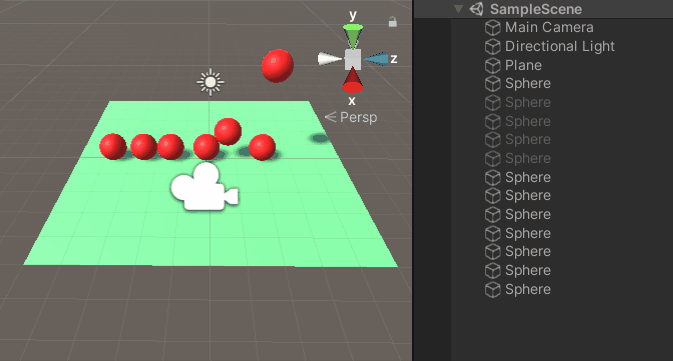 y
z
x
Persp
SampleScene
Main Camera
Directional Light
Plane
Sphere
Sphere
Sphere
Sphere
Sphere
Sphere
Sphere
Sphere
Sphere
Sphere
Sphere
Sphere